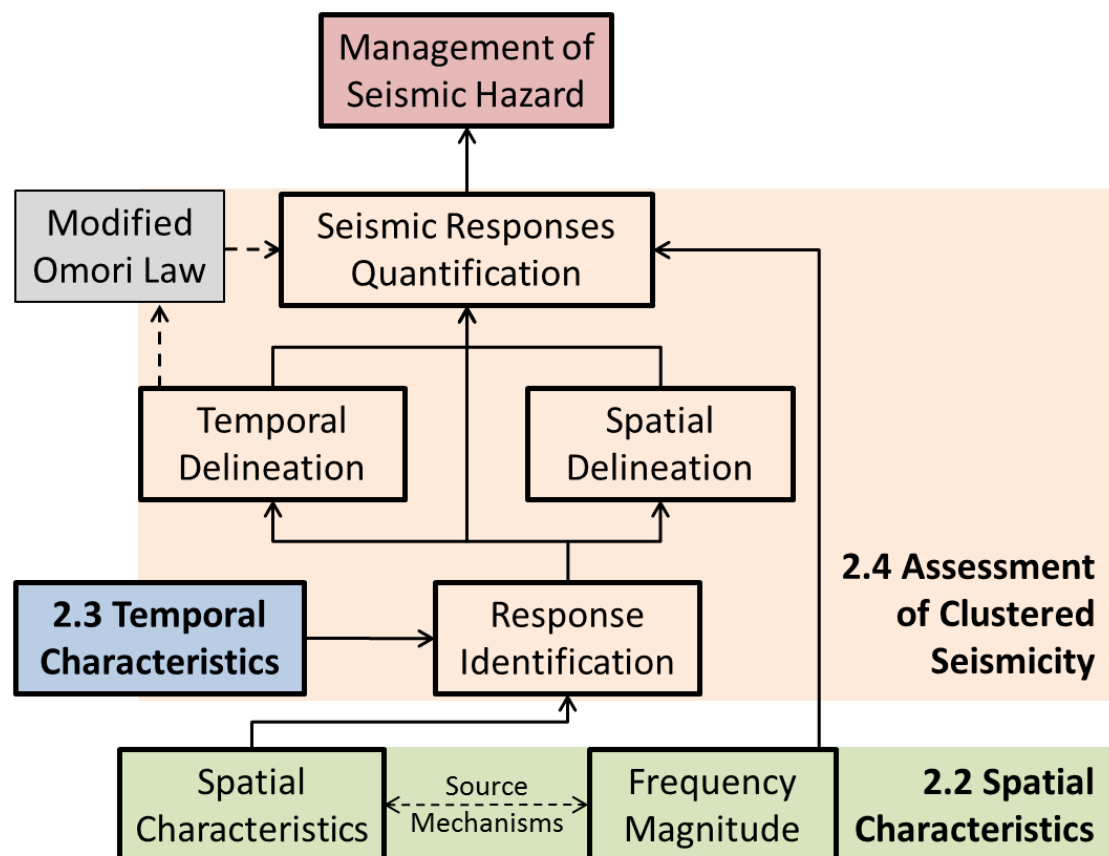 Management of
Seismic Hazard
Modified
Omori Law
Seismic Responses
Quantification
Temporal
Delineation
Spatial
Delineation
2.3 Temporal
Characteristics
Response
Identification
2.4 Assessment
of Clustered
Seismicity
Spatial
Characteristics
Source
Mechanisms
Frequency
Magnitude
2.2 Spatial
Characteristics